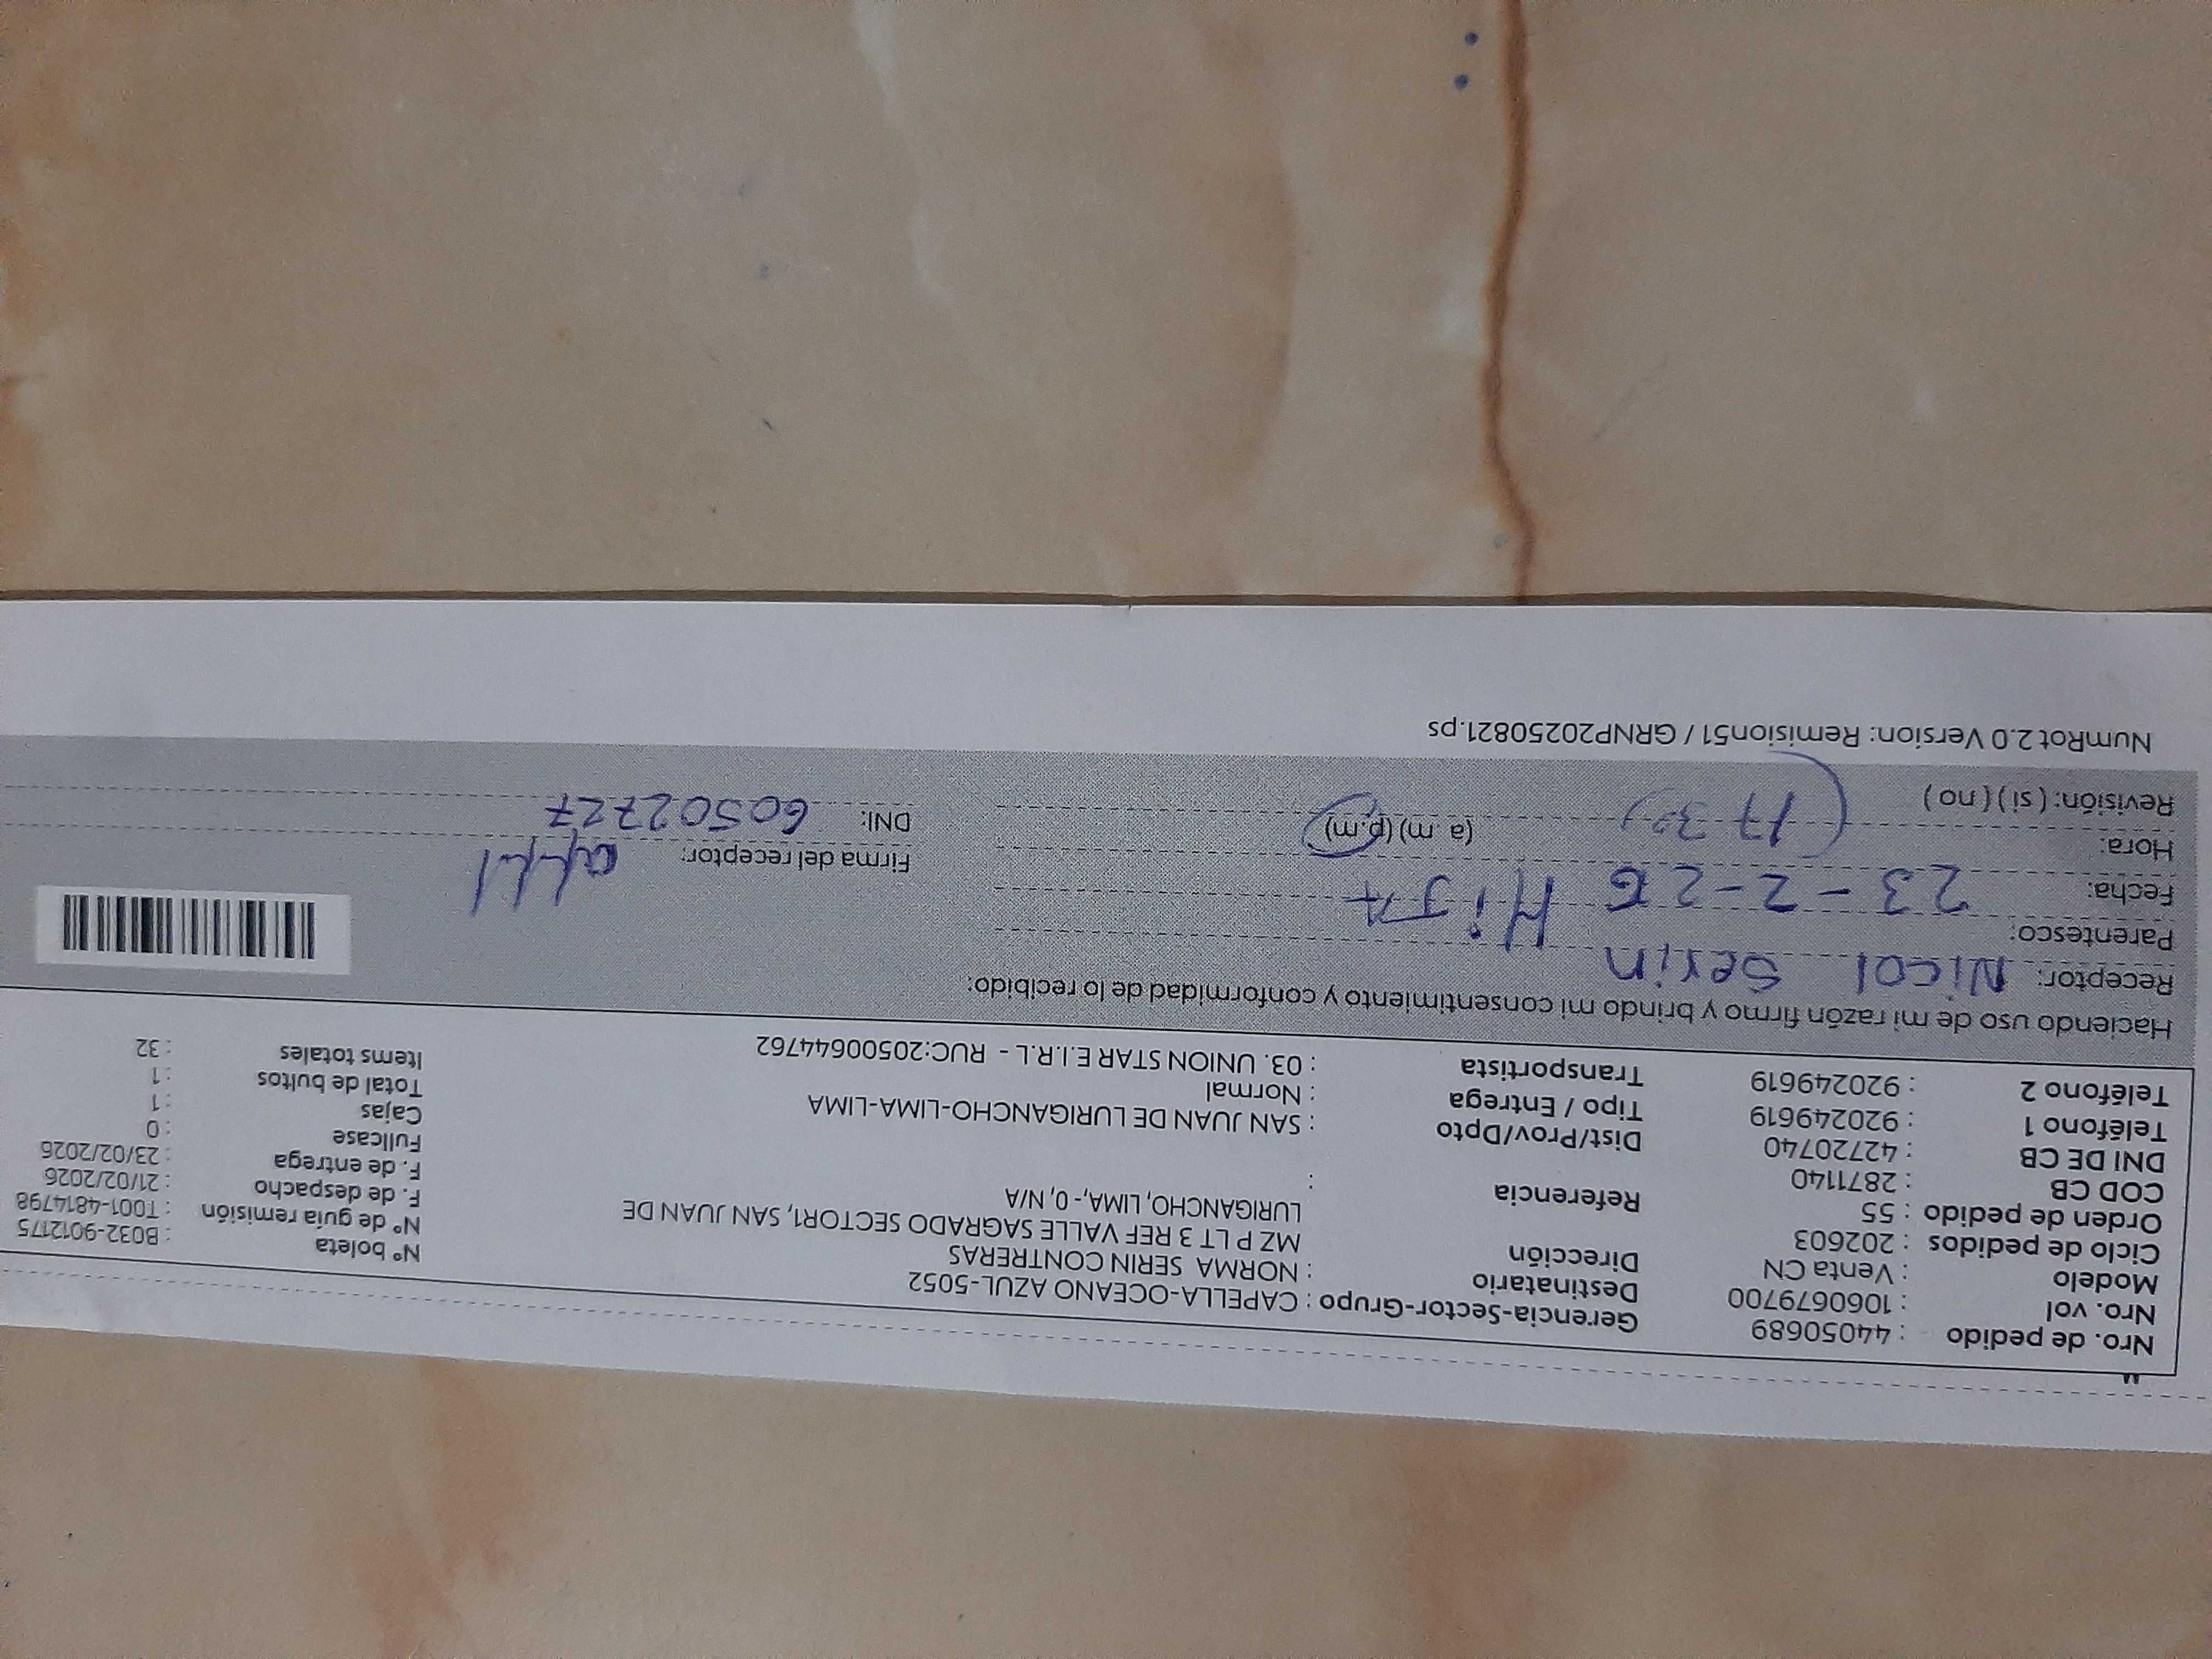 Nro. de pedido : 44050689
Nro. vol : 1060679700
Modelo : Venta CN
Ciclo de pedidos : 202603
Orden de pedido : 55
COD CB : 2871140
DNI DE CB : 42720740
Teléfono 1 : 920249619
Teléfono 2 : 920249619
Gerencia-Sector-Grupo : CAPELLA-OCEANO AZUL-5052
Destinatario : NORMA SERIN CONTRERAS
Dirección MZ P LT 3 REF VALLE SAGRADO SECTOR1, SAN JUAN DE
LURIGANCHO, LIMA,- 0, N/A
Referencia :
Dist/Prov/Dpto : SAN JUAN DE LURIGANCHO-LIMA-LIMA
Tipo / Entrega : Normal
Transportista : 03. UNION STAR E.I.R.L - RUC:20500644762
N° boleta : B032-9012175
N° de guía remisión : T001-4814798
F. de despacho : 21/02/2026
F. de entrega : 23/02/2026
Fullcase : 0
Cajas : 1
Total de bultos : 1
Items totales : 32
Haciendo uso de mi razón firmo y brindo mi consentimiento y conformidad de lo recibido:
Receptor: Nicol Serin
Parentesco: HiJA
Fecha: 23-2-26
Hora: (17 30) (a. m) (p.m)
Revisión: ( si ) ( no )
Firma del receptor:
DNI: 60502727
NumRot 2.0 Version: Remision51 / GRNP20250821.ps